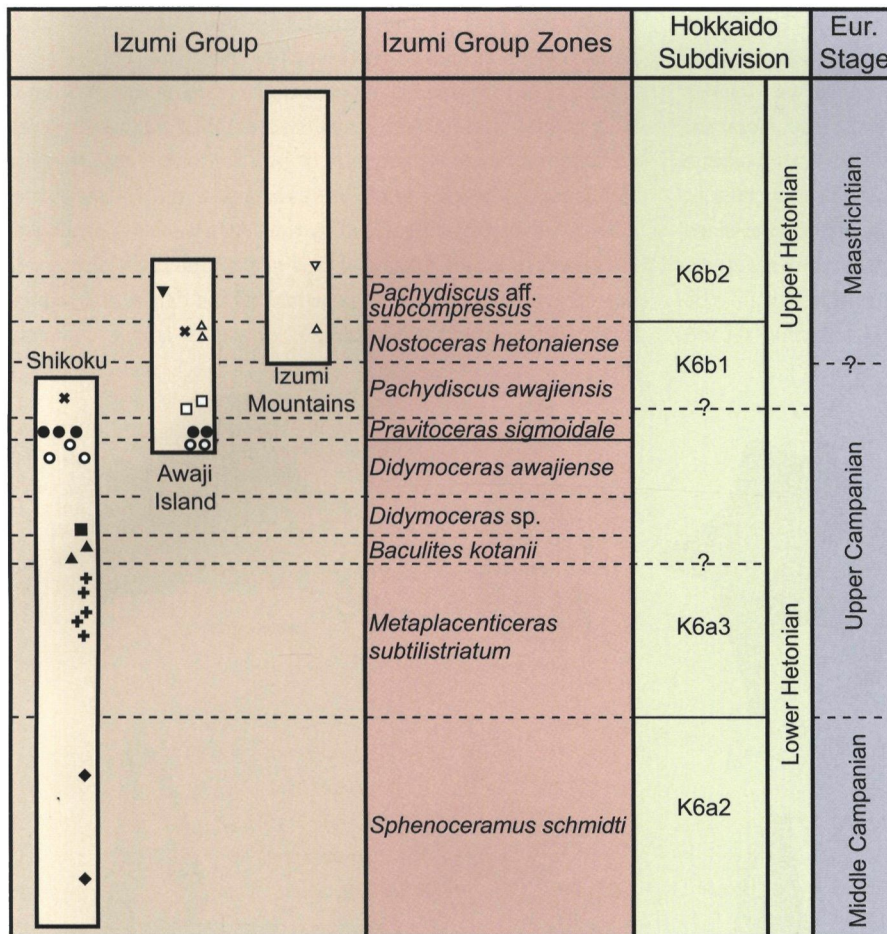 Izumi Group
Izumi Group Zones
Hokkaido
Subdivision
Eur.
Stage
Shikoku
Awaji
Island
Izumi
Mountains
Pachydiscus aff.
subcompressus
Nostoceras hetonaiense
Pachydiscus awajiensis
Pravitoceras sigmoidale
Didymoceras awajiense
Didymoceras sp.
Baculites kotanii
Metaplacenticeras
subtilistriatum
Sphenoceramus schmidti
K6b2
K6b1
?
?
K6a3
K6a2
Upper Hetonian
Lower Hetonian
Maastrichtian
?
Upper Campanian
Middle Campanian